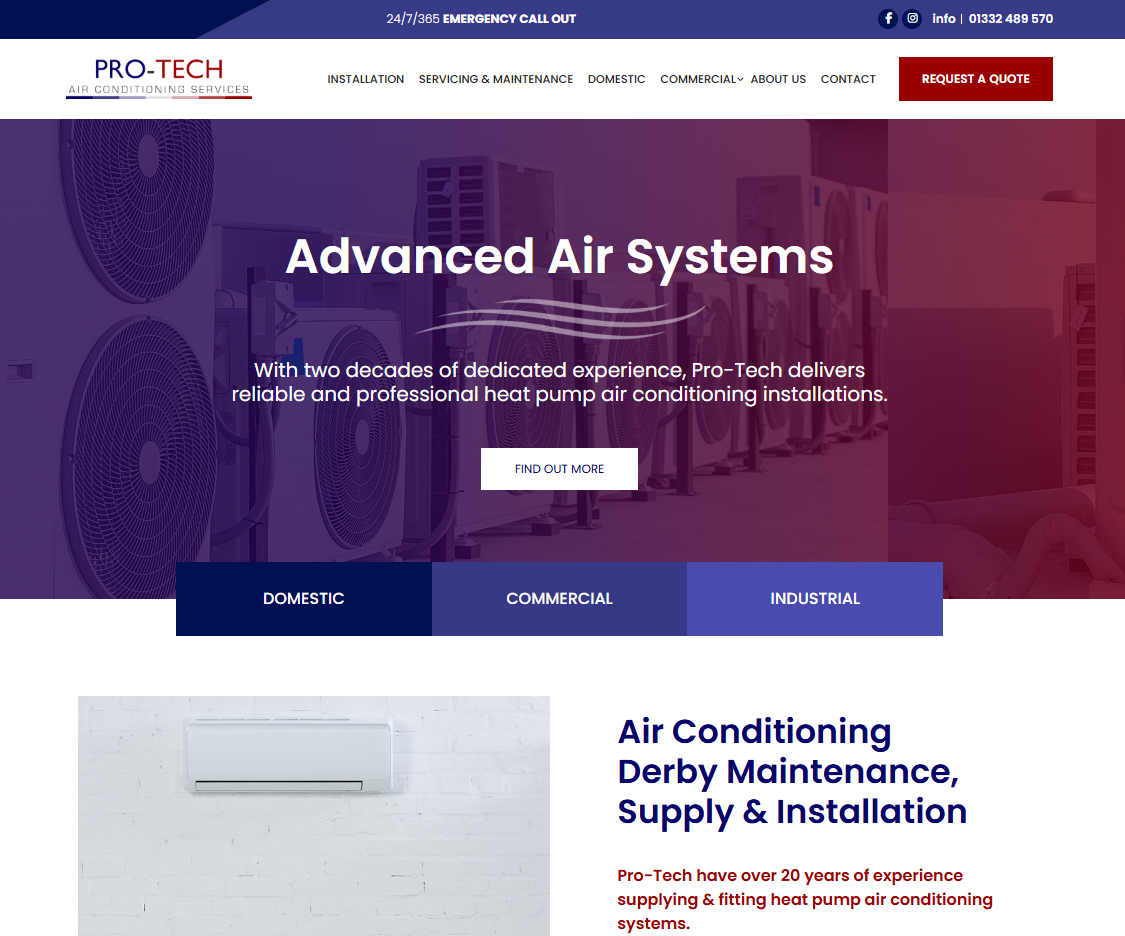 24/7/365 EMERGENCY CALL OUT
info | 01332 489 570
PRO-TECH
AIR CONDITIONING SERVICES
INSTALLATION SERVICING & MAINTENANCE DOMESTIC COMMERCIAL ABOUT US CONTACT
REQUEST A QUOTE
Advanced Air Systems
With two decades of dedicated experience, Pro-Tech delivers
reliable and professional heat pump air conditioning installations.
FIND OUT MORE
DOMESTIC COMMERCIAL INDUSTRIAL
Air Conditioning
Derby Maintenance,
Supply & Installation
Pro-Tech have over 20 years of experience
supplying & fitting heat pump air conditioning
systems.